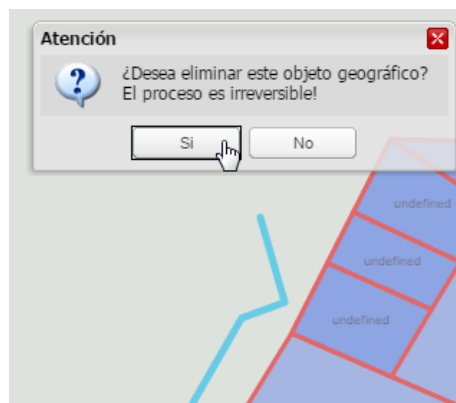 Atención
¿Desea eliminar este objeto geográfico?
El proceso es irreversible!
Si
No
undefined
undefined
undefined